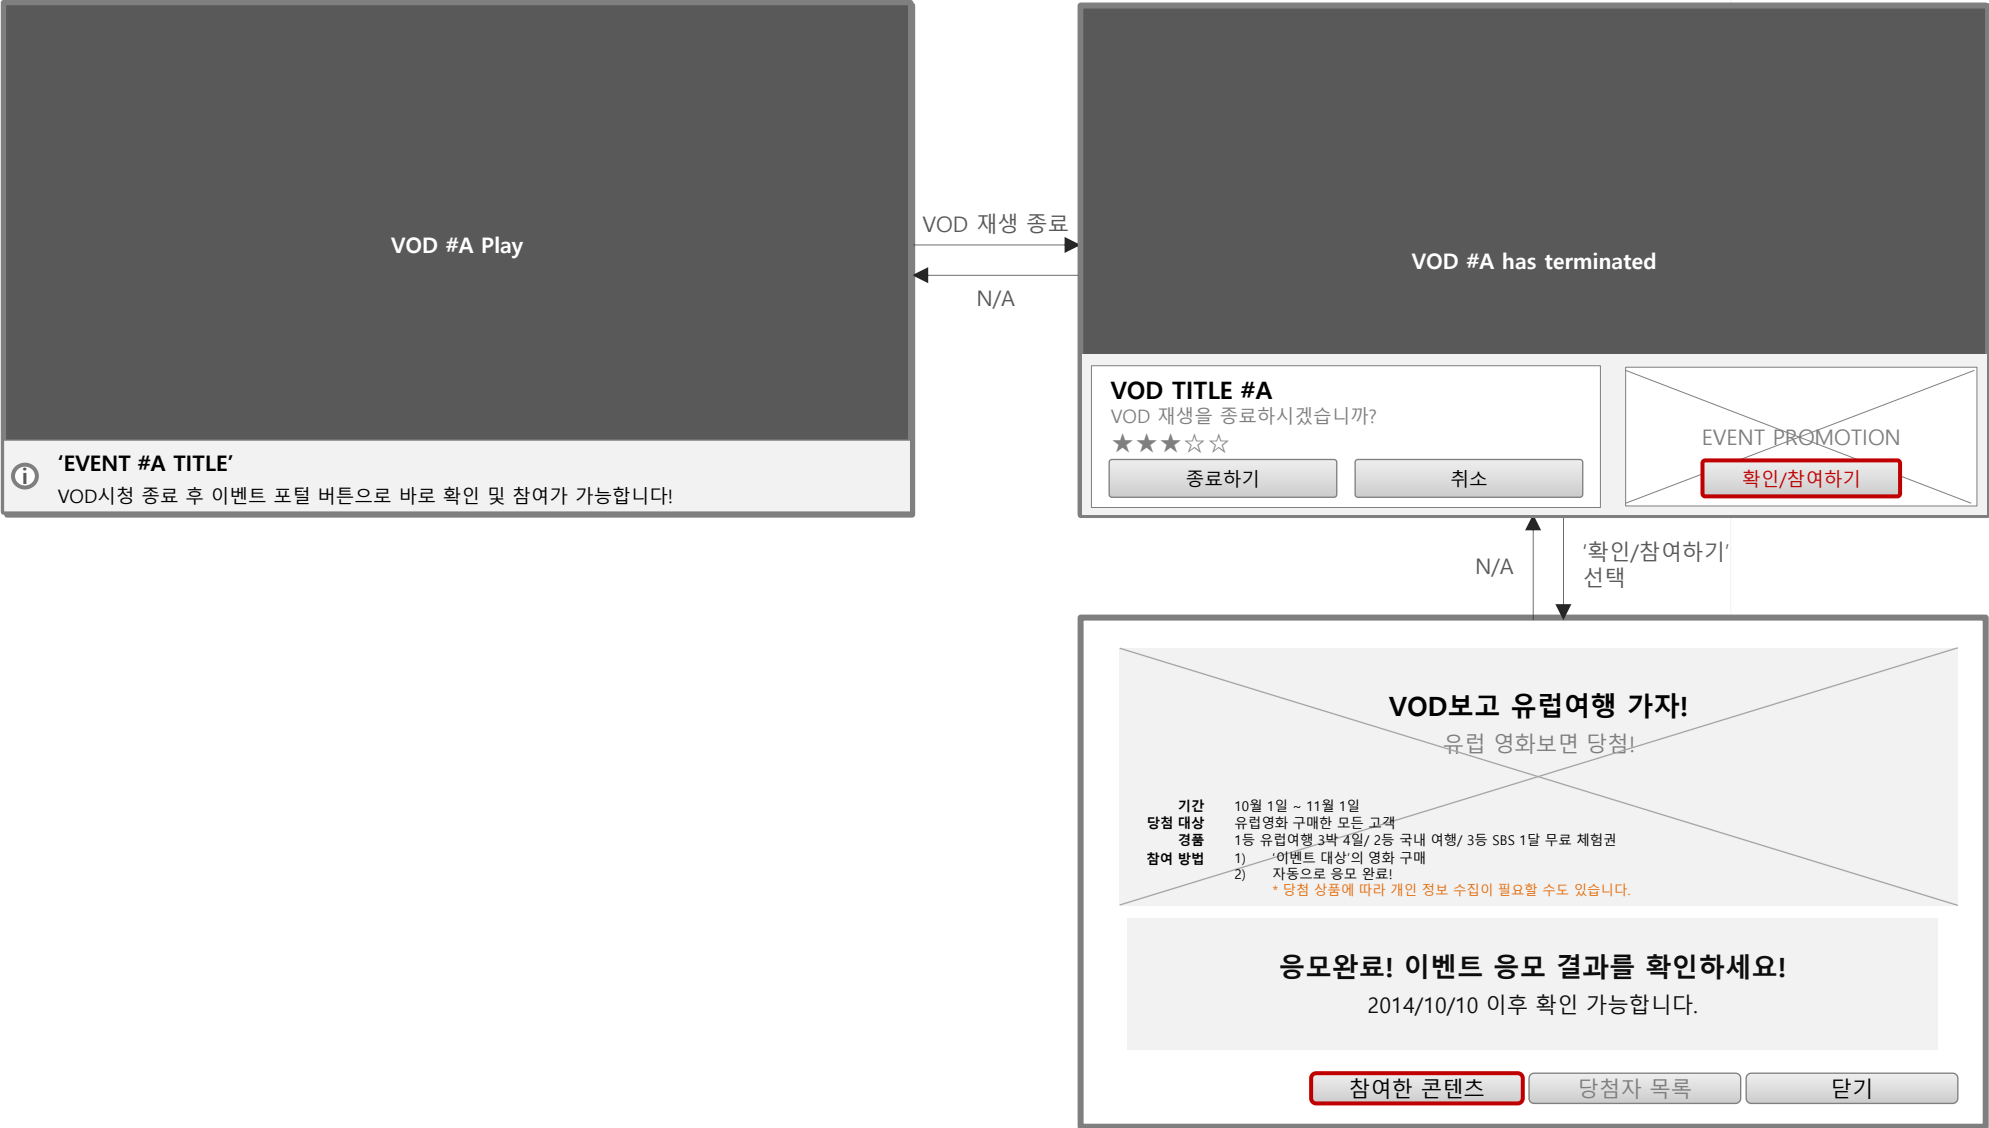 VOD #A Play
‘EVENT #A TITLE’
VOD시청 종료 후 이벤트 포털 버튼으로 바로 확인 및 참여가 가능합니다!
VOD 재생 종료
N/A
VOD #A has terminated
VOD TITLE #A
VOD 재생을 종료하시겠습니까?
★★★☆☆
종료하기
취소
EVENT PROMOTION
확인/참여하기
N/A
‘확인/참여하기’
선택
VOD보고 유럽여행 가자!
유럽 영화보면 당첨!
기간 10월 1일 ~ 11월 1일
당첨 대상 유럽영화 구매한 모든 고객
경품 1등 유럽여행 3박 4일/ 2등 국내 여행/ 3등 SBS 1달 무료 체험권
참여 방법 1) ‘이벤트 대상’의 영화 구매
2) 자동으로 응모 완료!
* 당첨 상품에 따라 개인 정보 수집이 필요할 수도 있습니다.
응모완료! 이벤트 응모 결과를 확인하세요!
2014/10/10 이후 확인 가능합니다.
참여한 콘텐츠
당첨자 목록
닫기